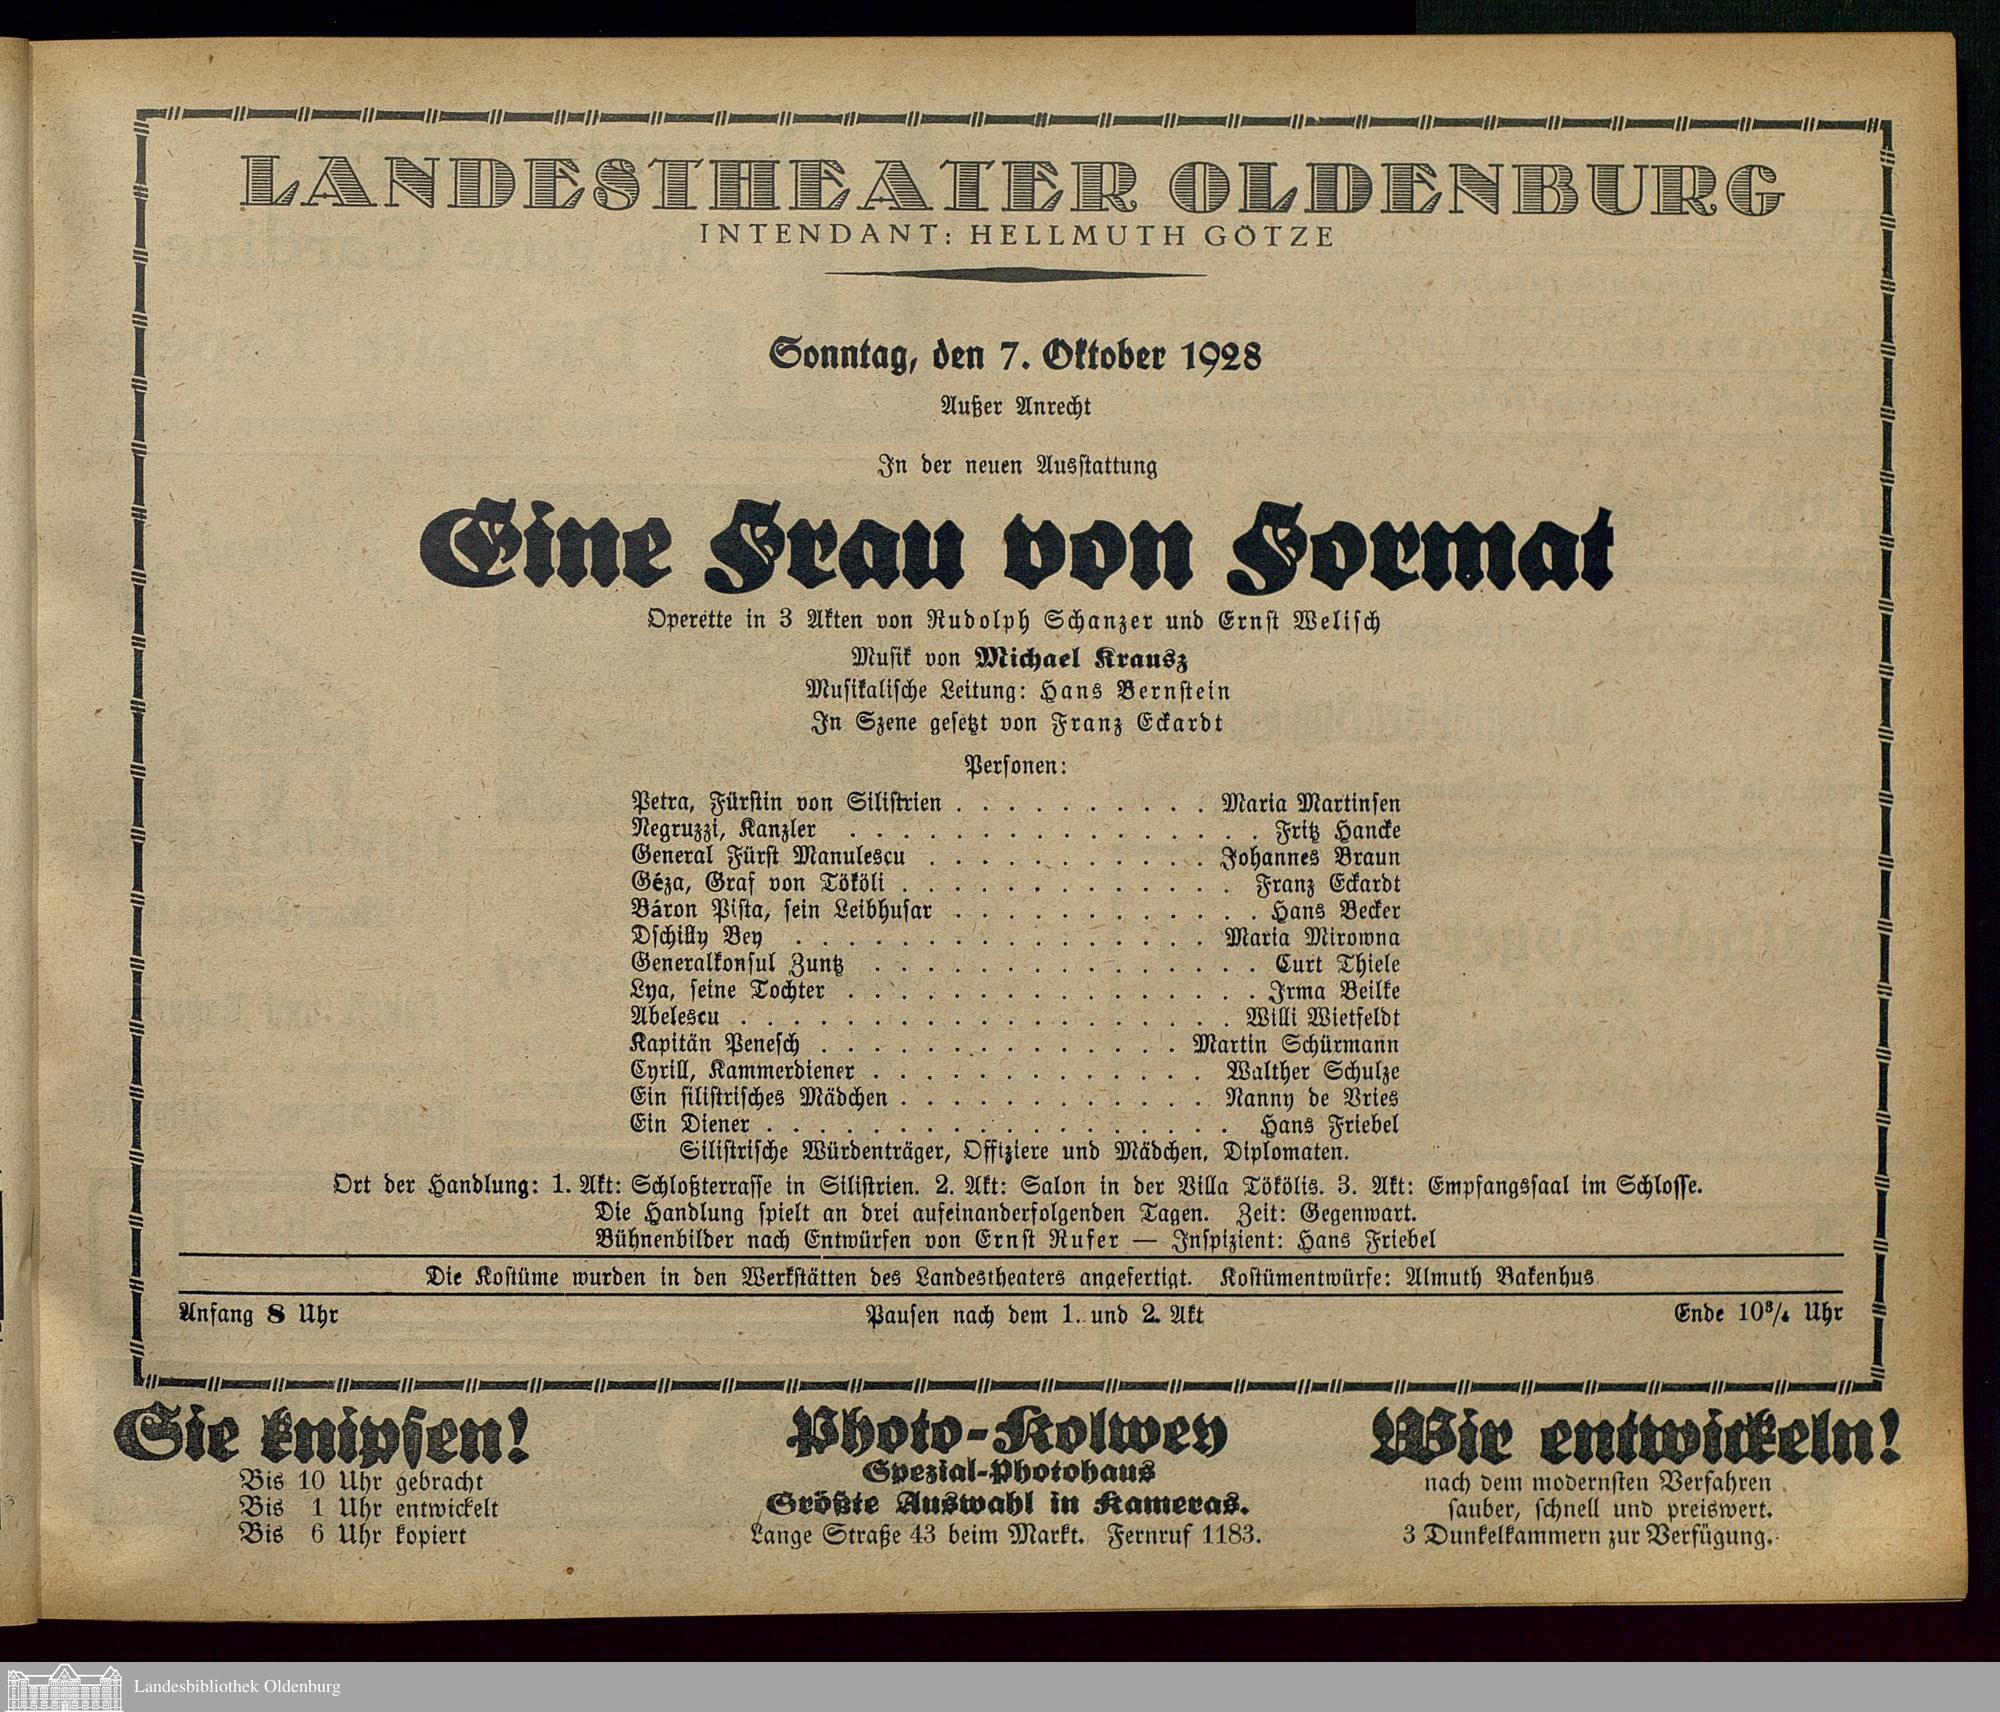 LANDESTHEATER OLDENBURG
INTENDANT: HELLMUTH GÖTZE
Sonntag, den 7. Oktober 1928
Außer Anrecht
In der neuen Ausstattung
Eine Frau von Format
Operette in 3 Akten von Rudolph Schanzer und Ernst Welisch
Musik von Michael Krausz
Musikalische Leitung: Hans Bernstein
In Szene gesetzt von Franz Eckardt
Personen:
Petra, Fürstin von Silistrien . . . . . . . . . . Maria Martinsen
Negruzzi, Kanzler . . . . . . . . . . . . . . . . Fritz Hancke
General Fürst Manulescu . . . . . . . . . . . Johannes Braun
Géza, Graf von Tököli . . . . . . . . . . . . . Franz Eckardt
Báron Pista, sein Leibhusar . . . . . . . . . . . . Hans Becker
Dschilly Bey . . . . . . . . . . . . . . . . Maria Mirowna
Generalkonsul Zuntz . . . . . . . . . . . . . . . Curt Thiele
Lya, seine Tochter . . . . . . . . . . . . . . . . Irma Beilke
Abelescu . . . . . . . . . . . . . . . . . . . Willi Wietfeldt
Kapitän Penesch . . . . . . . . . . . . . . Martin Schürmann
Cyrill, Kammerdiener . . . . . . . . . . . . . Walther Schulze
Ein silistrisches Mädchen . . . . . . . . . . . . Nanny de Vries
Ein Diener . . . . . . . . . . . . . . . . . . Hans Friebel
Silistrische Würdenträger, Offiziere und Mädchen, Diplomaten.
Ort der Handlung: 1. Akt: Schloßterrasse in Silistrien. 2. Akt: Salon in der Villa Tökölis. 3. Akt: Empfangssaal im Schlosse.
Die Handlung spielt an drei aufeinanderfolgenden Tagen. Zeit: Gegenwart.
Bühnenbilder nach Entwürfen von Ernst Rufer — Inspizient: Hans Friebel
Die Kostüme wurden in den Werkstätten des Landestheaters angefertigt. Kostümentwürfe: Almuth Bakenhus
Anfang 8 Uhr Pausen nach dem 1. und 2. Akt Ende 10³/₄ Uhr
Sie knipsen!
Bis 10 Uhr gebracht
Bis 1 Uhr entwickelt
Bis 6 Uhr kopiert
Photo-Kolwey
Spezial-Photohaus
Größte Auswahl in Kameras.
Lange Straße 43 beim Markt. Fernruf 1183.
Wir entwickeln!
nach dem modernsten Verfahren
sauber, schnell und preiswert.
3 Dunkelkammern zur Verfügung.
Landesbibliothek Oldenburg